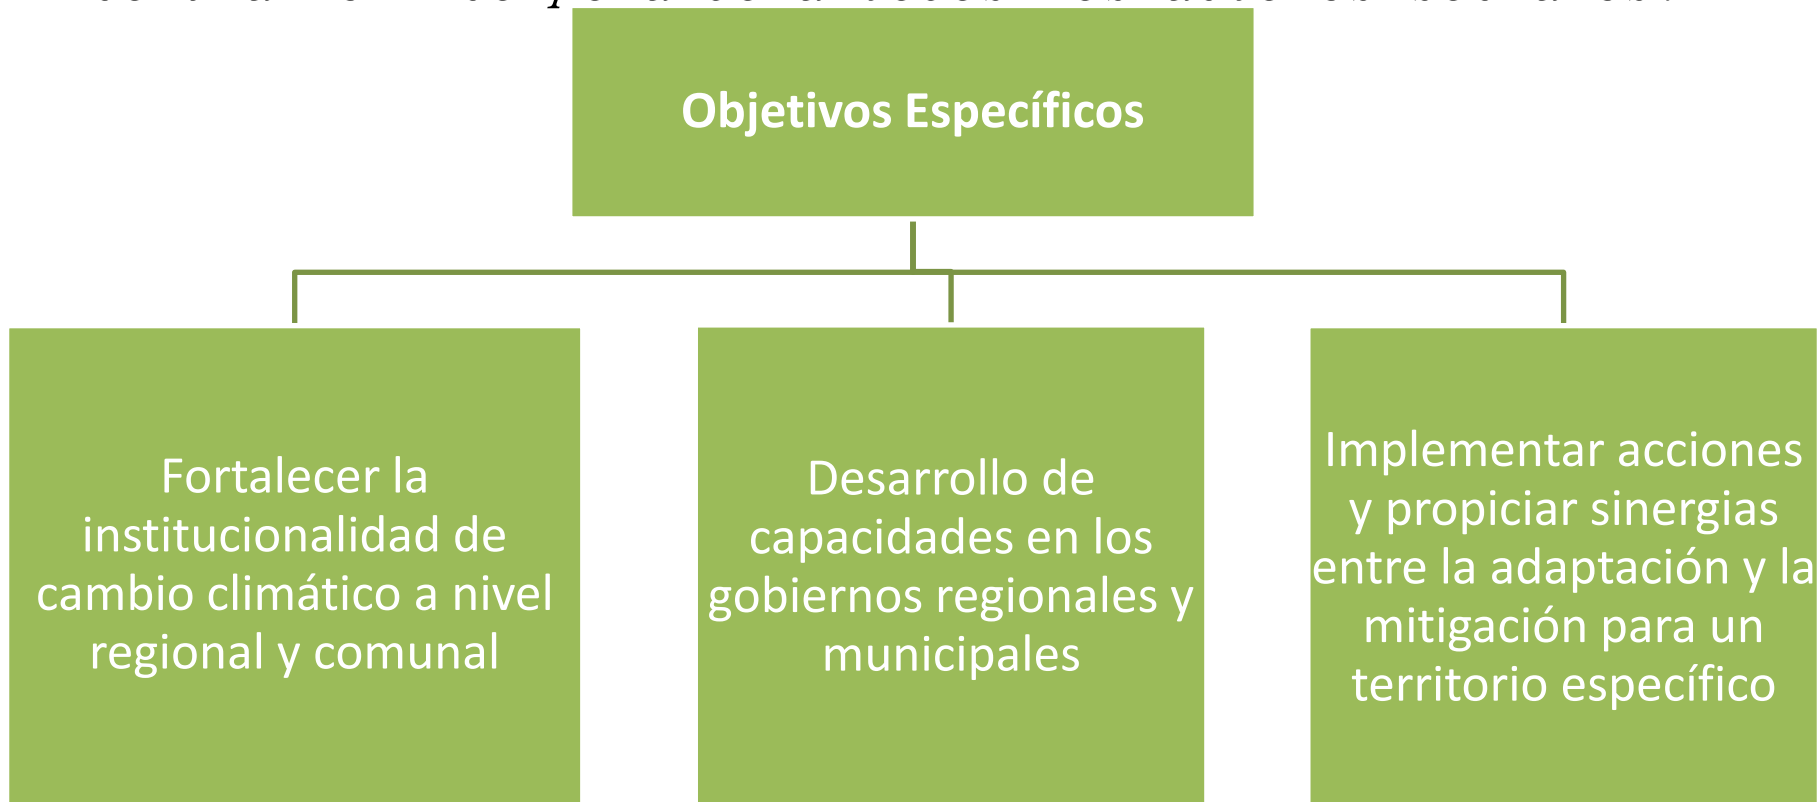 Objetivos Específicos
Fortalecer la
institucionalidad de
cambio climático a nivel
regional y comunal
Desarrollo de
capacidades en los
gobiernos regionales y
municipales
Implementar acciones
y propiciar sinergias
entre la adaptación y la
mitigación para un
territorio específico